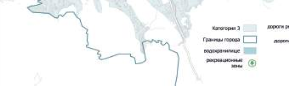 Категория 3
Границы города
водохранилище
рекреационные
зоны
дороги